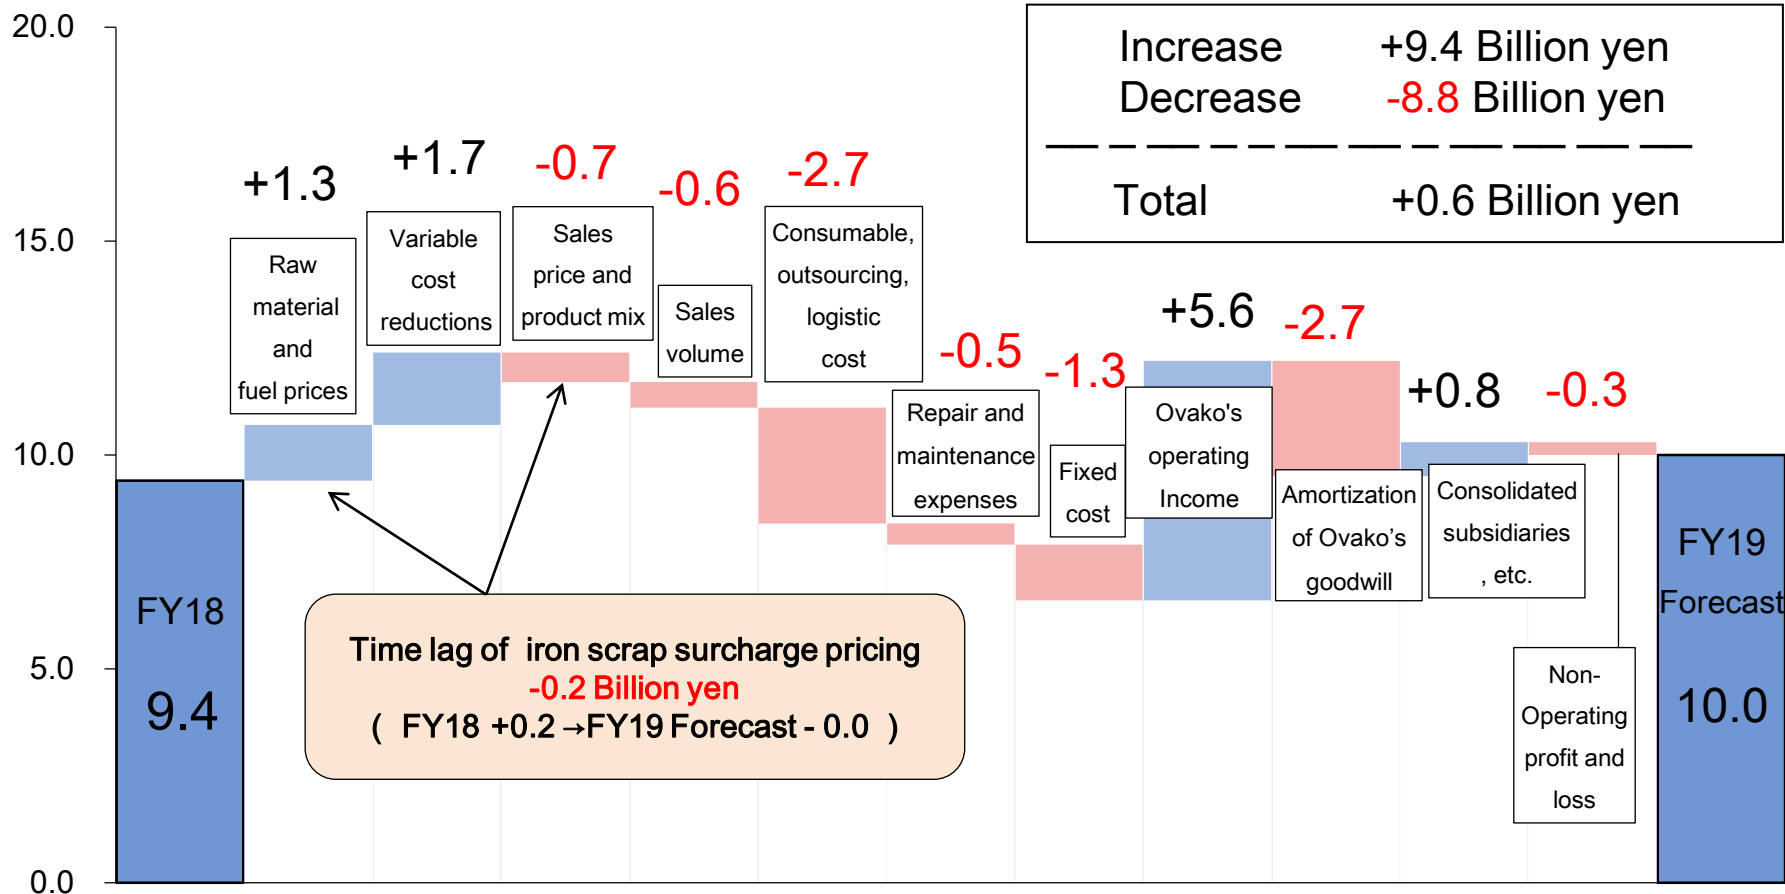 20.0
15.0
10.0
5.0
0.0
Increase +9.4 Billion yen
Decrease -8.8 Billion yen
Total +0.6 Billion yen
+1.3
Raw
material
and
fuel prices
+1.7
Variable
cost
reductions
-0.7
Sales
price and
product mix
-0.6
Sales
volume
-2.7
Consumable,
outsourcing,
logistic
cost
-0.5
Repair and
maintenance
expenses
-1.3
Fixed
cost
+5.6
Ovako's
operating
Income
-2.7
Amortization
of Ovako’s
goodwill
+0.8
Consolidated
subsidiaries
, etc.
-0.3
Non-
Operating
profit and
loss
FY18
9.4
Time lag of iron scrap surcharge pricing
-0.2 Billion yen
( FY18 +0.2 →FY19 Forecast - 0.0 )
FY19
Forecast
10.0